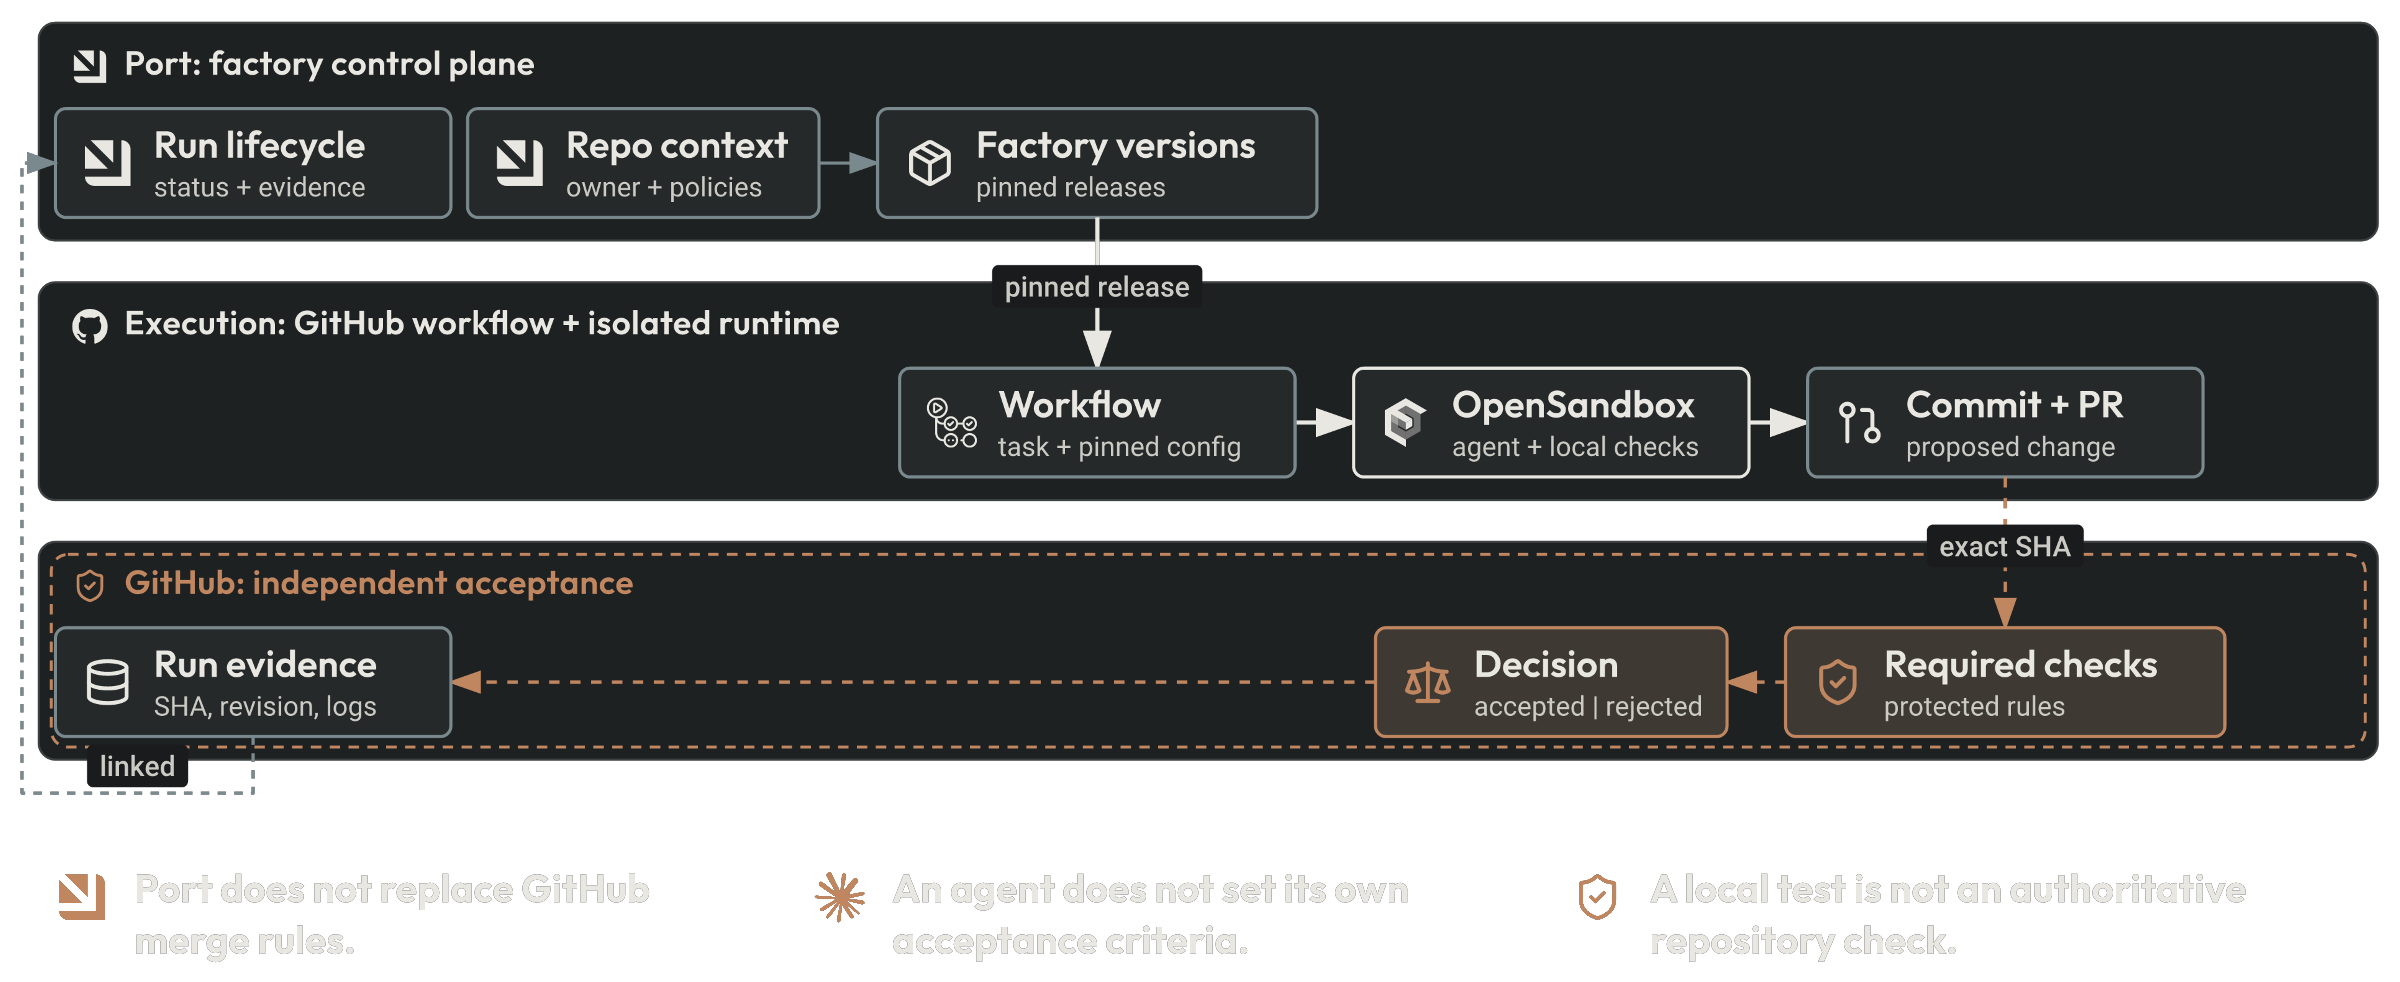 Port: factory control plane
Run lifecycle
status + evidence
Repo context
owner + policies
Factory versions
pinned releases
pinned release
Execution: GitHub workflow + isolated runtime
Workflow
task + pinned config
OpenSandbox
agent + local checks
Commit + PR
proposed change
exact SHA
GitHub: independent acceptance
Run evidence
SHA, revision, logs
Decision
accepted | rejected
Required checks
protected rules
linked
Port does not replace GitHub
merge rules.
An agent does not set its own
acceptance criteria.
A local test is not an authoritative
repository check.